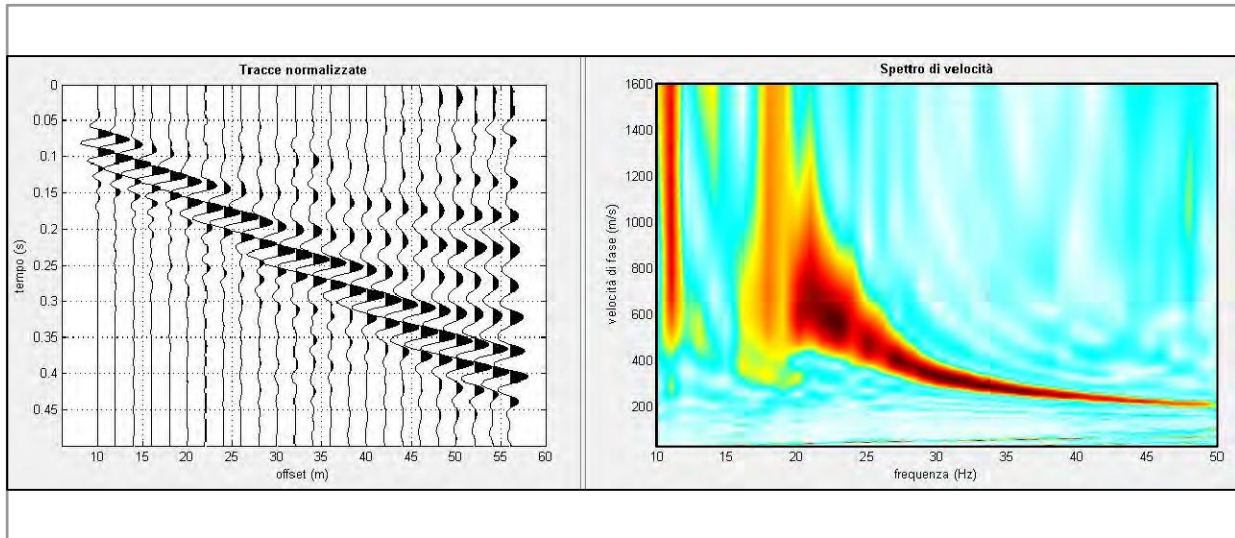 Tracce normalizzate
0
0.05
0.1
0.15
0.2
0.25
0.3
0.35
0.4
0.45
tempo (s)
10 15 20 25 30 35 40 45 50 55 60
offset (m)
Spettro di velocità
1600
1400
1200
1000
800
600
400
200
velocità di fase (m/s)
10 15 20 25 30 35 40 45 50
frequenza (Hz)